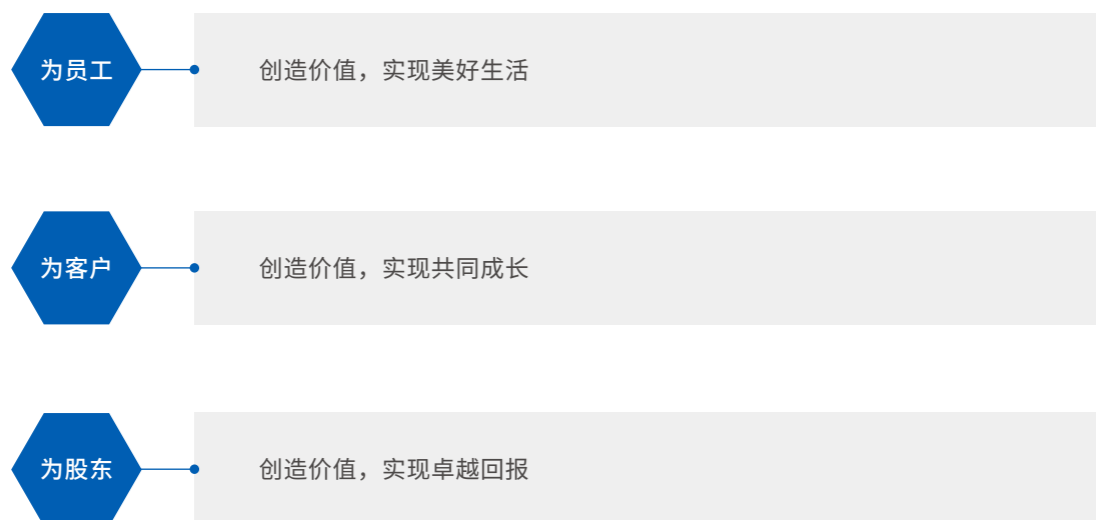 为员工
创造价值，实现美好生活
为客户
创造价值，实现共同成长
为股东
创造价值，实现卓越回报